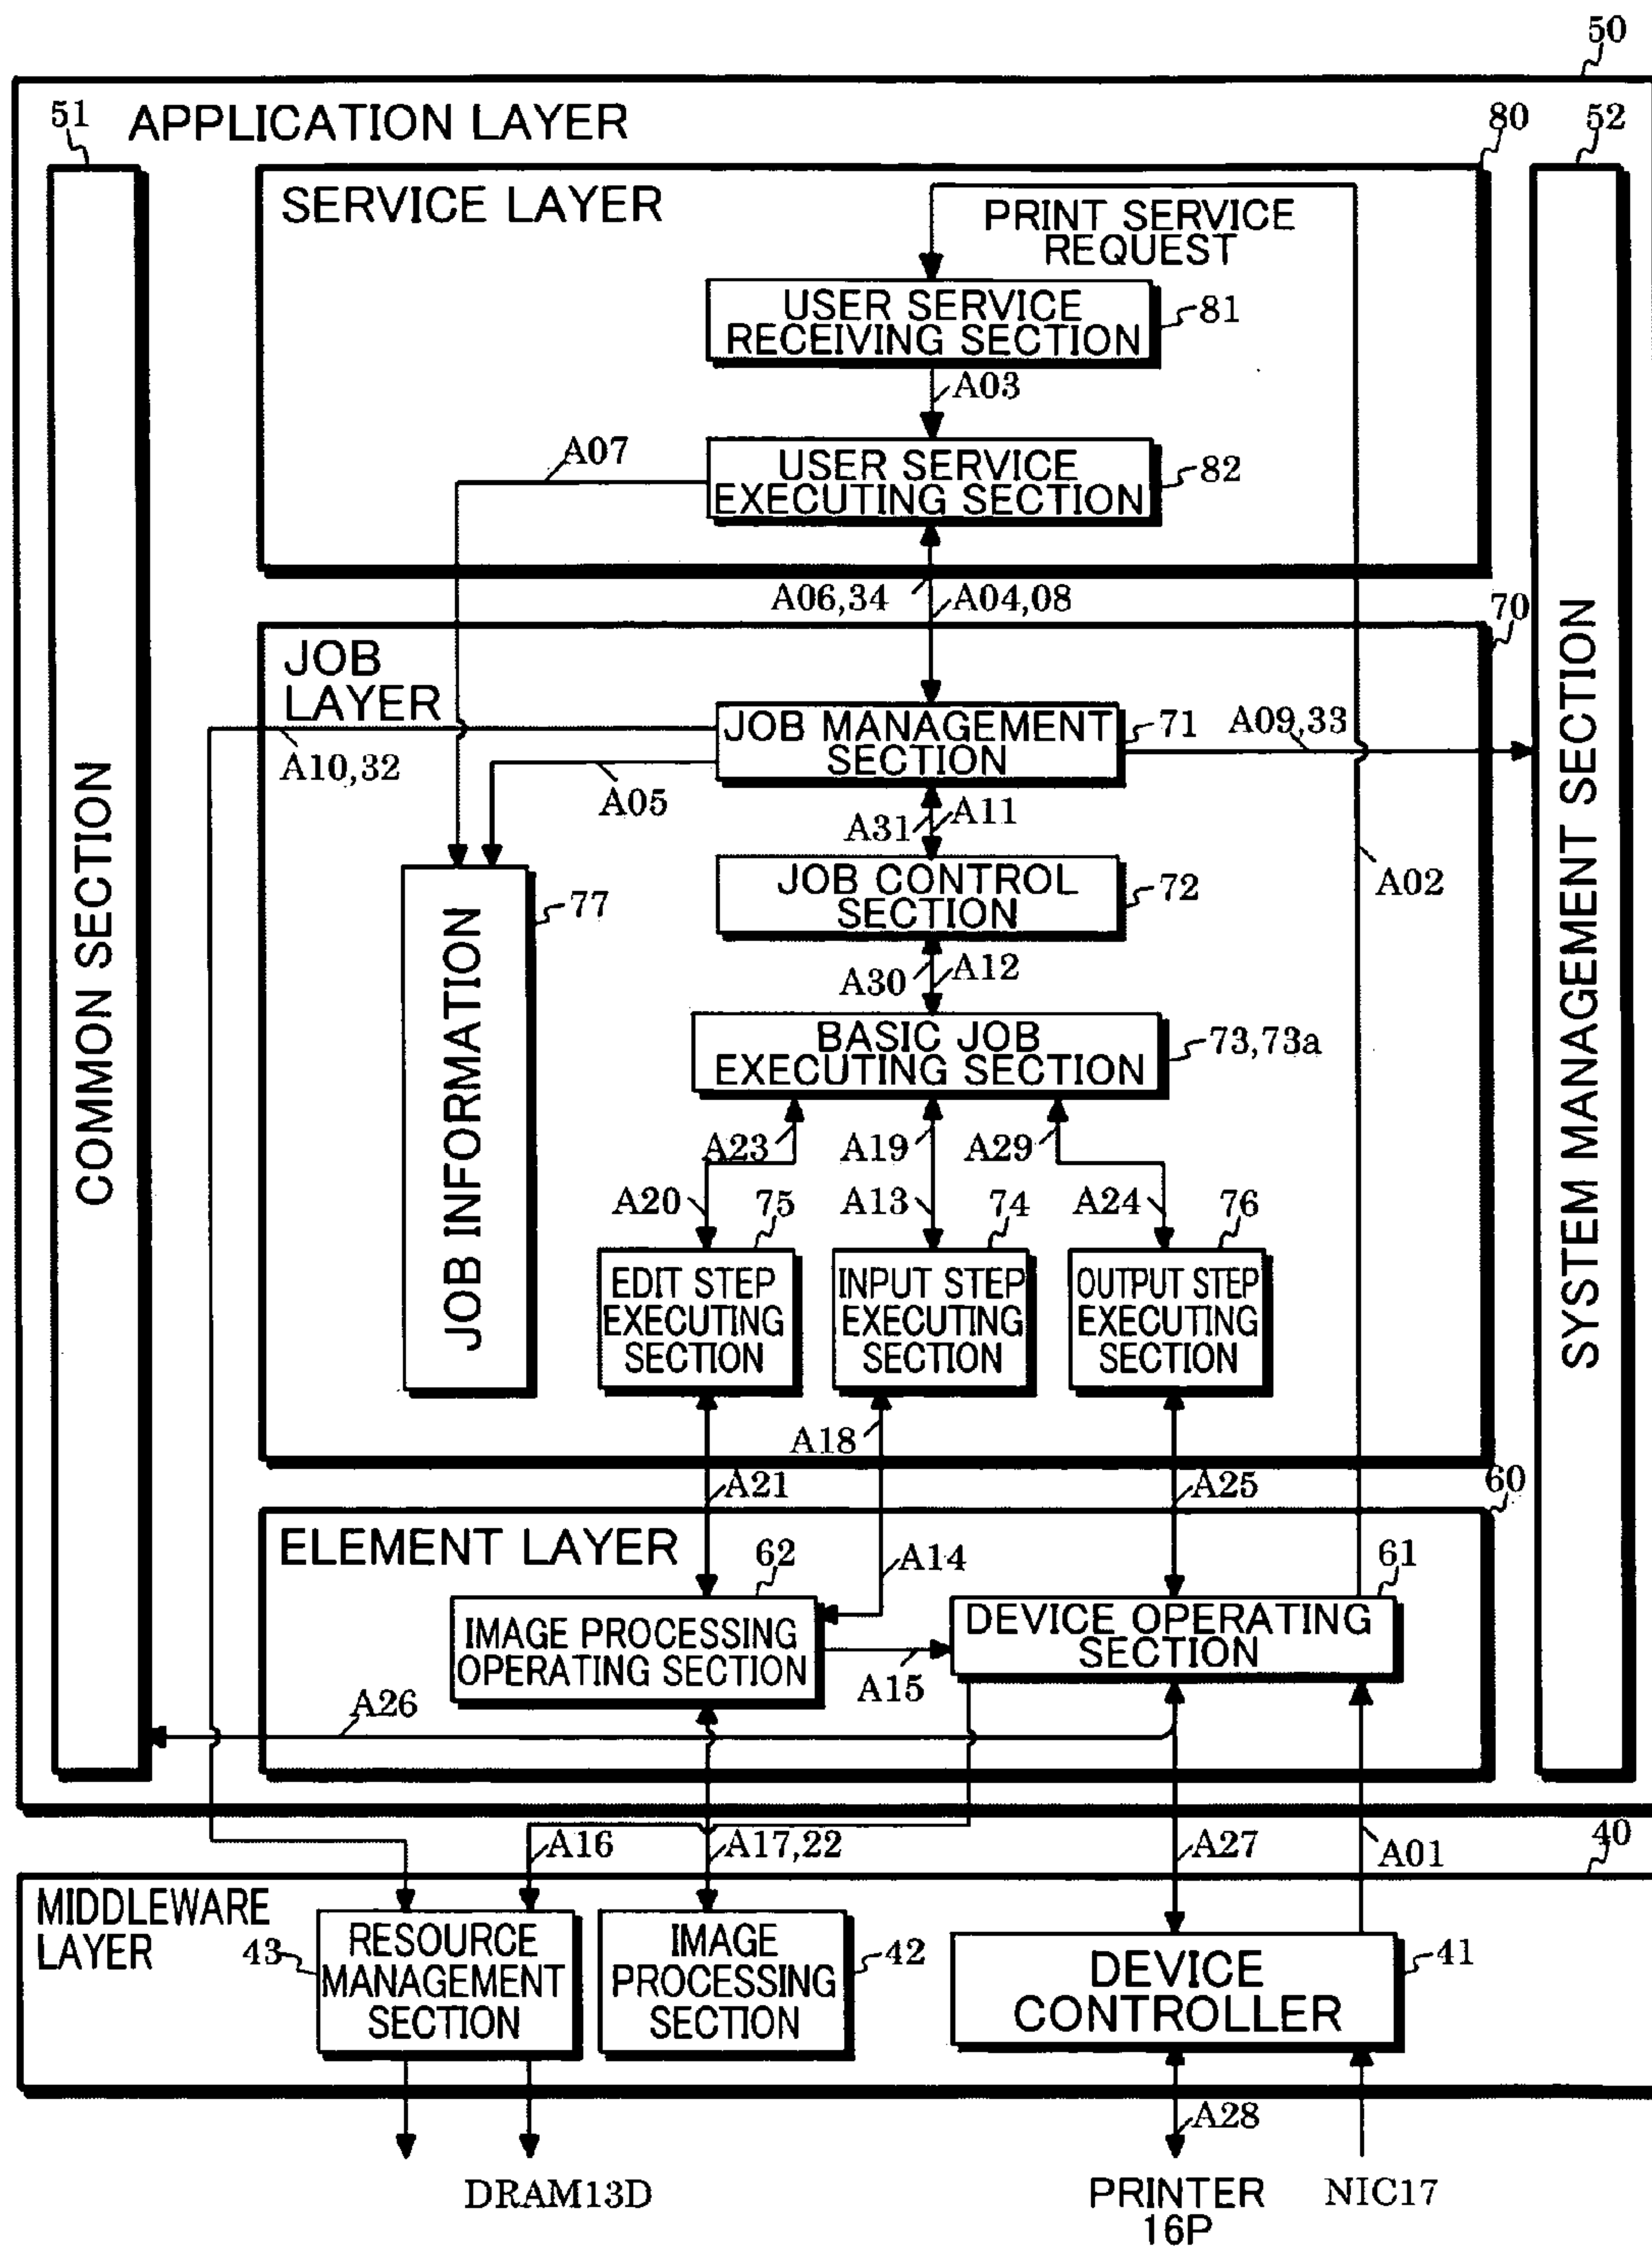 50
51
APPLICATION LAYER
80
52
SERVICE LAYER
PRINT SERVICE
REQUEST
USER SERVICE
RECEIVING SECTION
81
A03
A07
USER SERVICE
EXECUTING SECTION
82
A06,34
A04,08
70
JOB
LAYER
JOB MANAGEMENT
SECTION
71
A09,33
A10,32
A05
A31
A11
A02
JOB CONTROL
SECTION
72
77
A30
A12
BASIC JOB
EXECUTING SECTION
73,73a
COMMON SECTION
JOB INFORMATION
SYSTEM MANAGEMENT SECTION
A23
A19
A29
A20
75
A13
74
A24
76
EDIT STEP
EXECUTING
SECTION
INPUT STEP
EXECUTING
SECTION
OUTPUT STEP
EXECUTING
SECTION
A18
A21
A25
60
ELEMENT LAYER
62
A14
61
IMAGE PROCESSING
OPERATING SECTION
DEVICE OPERATING
SECTION
A15
A26
A16
A17,22
A27
A01
40
MIDDLEWARE
LAYER
43
RESOURCE
MANAGEMENT
SECTION
IMAGE
PROCESSING
SECTION
42
DEVICE
CONTROLLER
41
A28
DRAM13D
PRINTER
16P
NIC17